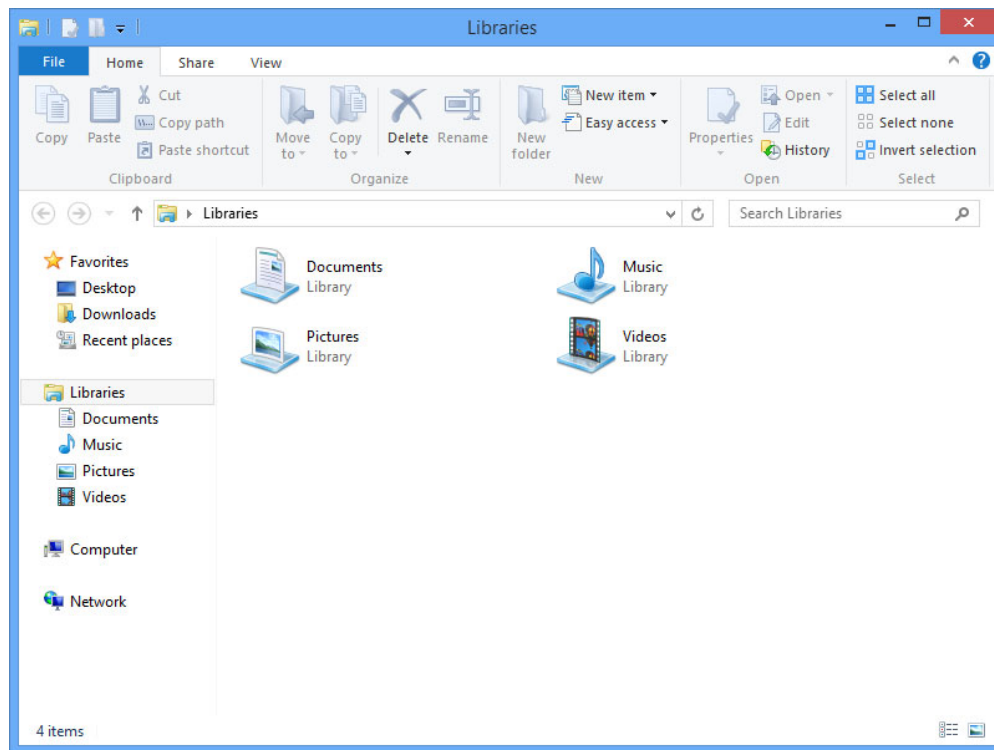 Libraries
File Home Share View
Copy
Paste
Cut
Copy path
Paste shortcut
Clipboard
Move to
Copy to
Delete
Rename
Organize
New folder
New item
Easy access
New
Properties
Open
Edit
History
Open
Select all
Select none
Invert selection
Select
Libraries
Search Libraries
Favorites
Desktop
Downloads
Recent places
Libraries
Documents
Music
Pictures
Videos
Computer
Network
Documents
Library
Music
Library
Pictures
Library
Videos
Library
4 items